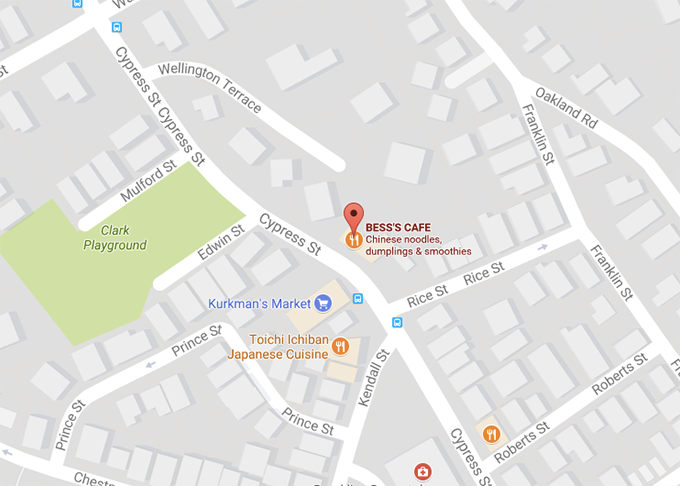 Wellington Terrace
Cypress St
Cypress St
Oakland Rd
Franklin St
Mulford St
Clark
Playground
Edwin St
Cypress St
BESS'S CAFE
Chinese noodles,
dumplings & smoothies
Rice St
Rice St
Franklin St
Kurkman's Market
Prince St
Toichi Ichiban
Japanese Cuisine
Kendall St
Roberts St
Prince St
Prince St
Roberts St
Cypress St